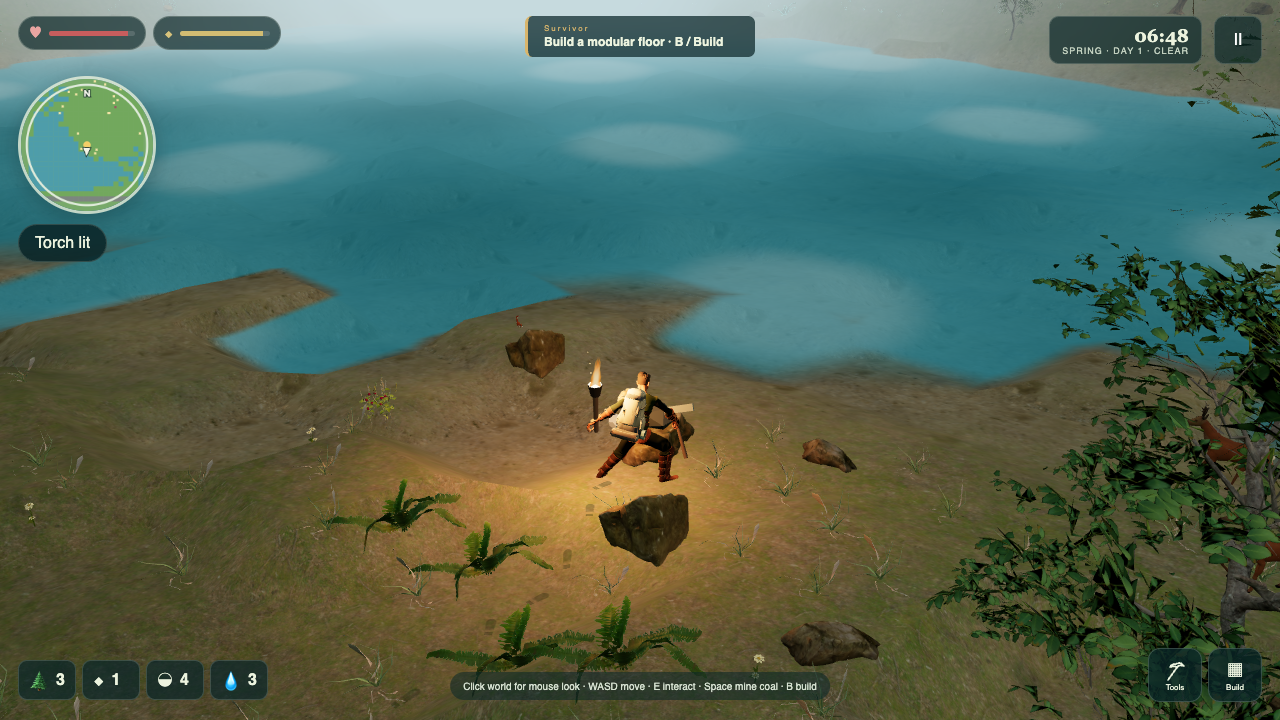 Survivor
Build a modular floor · B / Build
06:48
SPRING · DAY 1 · CLEAR
N
Torch lit
3
1
4
3
Click world for mouse look · WASD move · E interact · Space mine coal · B build
Tools
Build